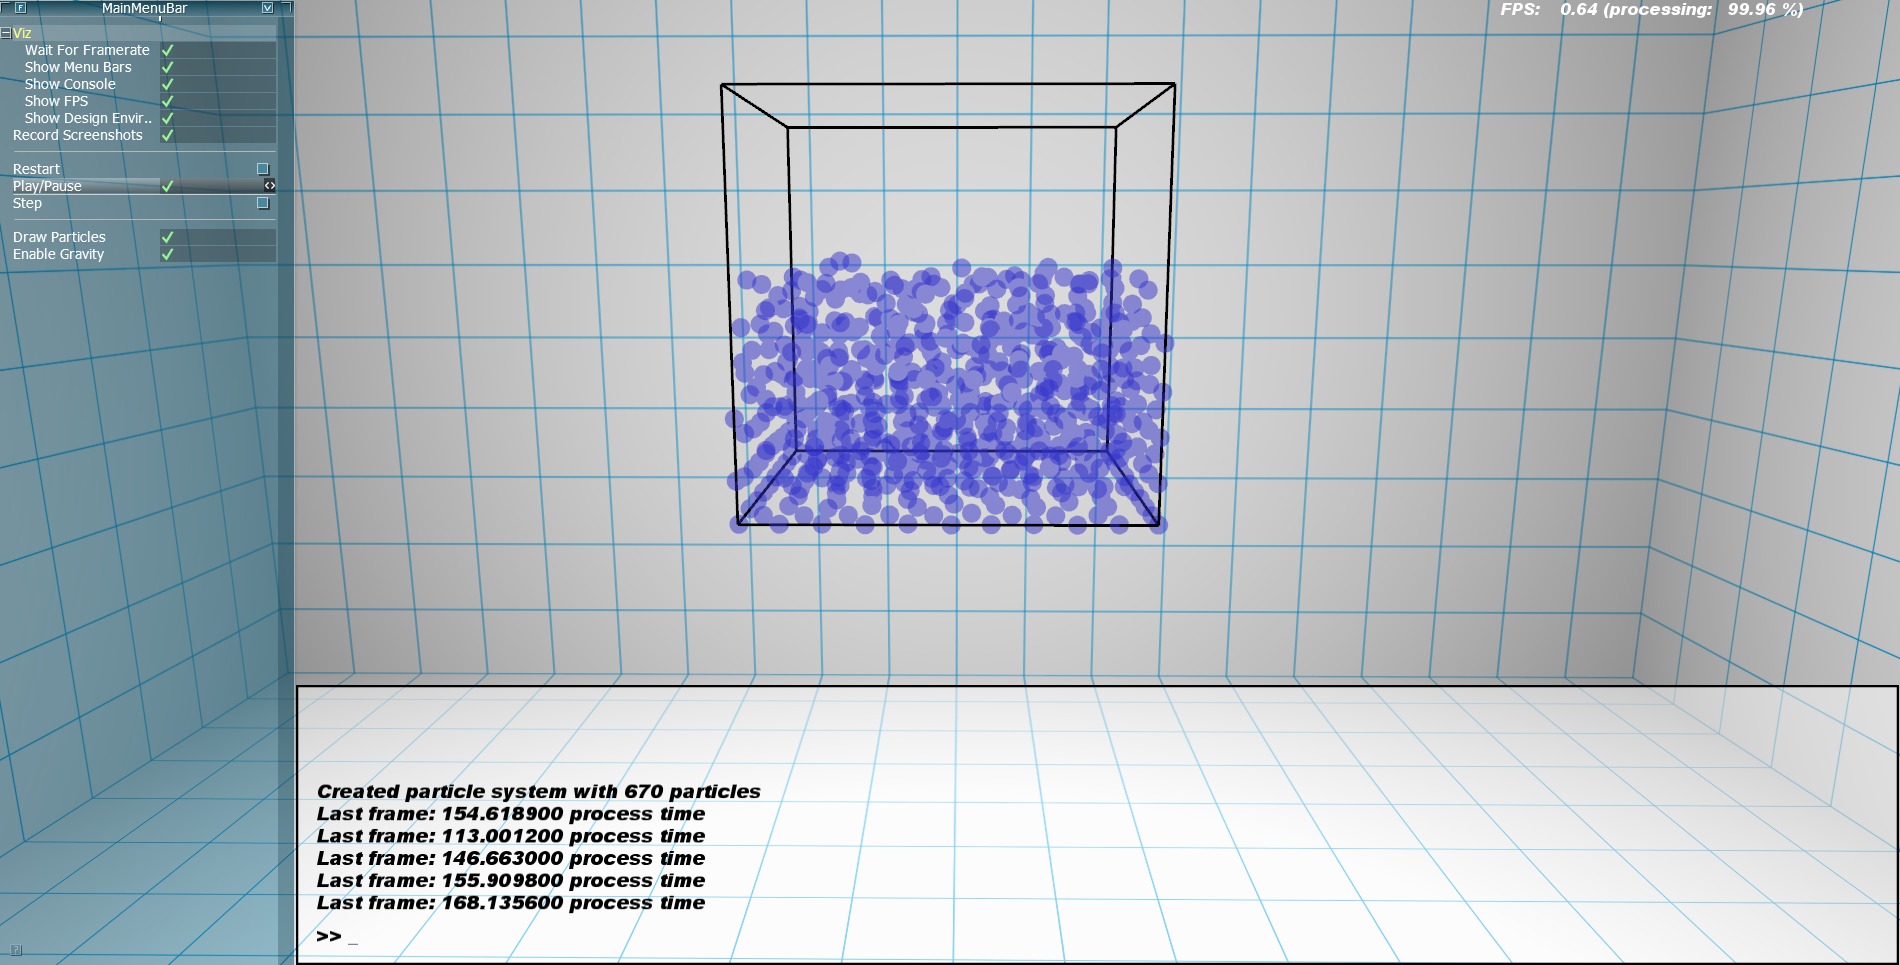 MainMenuBar
FPS: 0.64 (processing: 99.96 %)
Viz
Wait For Framerate
Show Menu Bars
Show Console
Show FPS
Show Design Envir..
Record Screenshots
Restart
Play/Pause
Step
Draw Particles
Enable Gravity
Created particle system with 670 particles
Last frame: 154.618900 process time
Last frame: 113.001200 process time
Last frame: 146.663000 process time
Last frame: 155.909800 process time
Last frame: 168.135600 process time
>> _